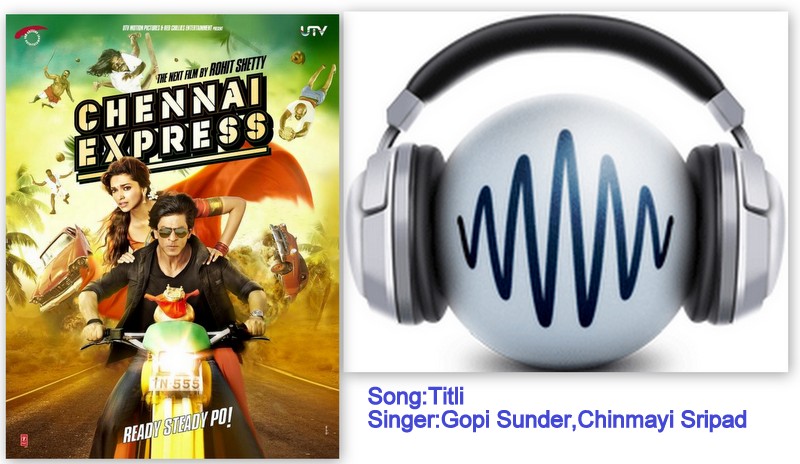 UTV MOTION PICTURES & RED CHILLIES ENTERTAINMENT PRESENT
UTV
THE NEXT FILM BY ROHIT SHETTY
CHENNAI
EXPRESS
TN 555
READY STEADY PO!
Song:Titli
Singer:Gopi Sunder,Chinmayi Sripad